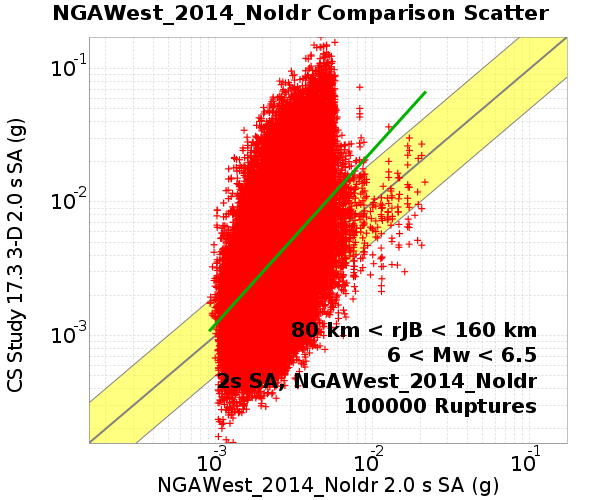 NGAWest_2014_NoIdr Comparison Scatter
CS Study 17.3 3-D 2.0 s SA (g)
10⁻¹
10⁻²
10⁻³
80 km < rJB < 160 km
6 < Mw < 6.5
2s SA, NGAWest_2014_NoIdr
100000 Ruptures
10⁻³ 10⁻² 10⁻¹
NGAWest_2014_NoIdr 2.0 s SA (g)